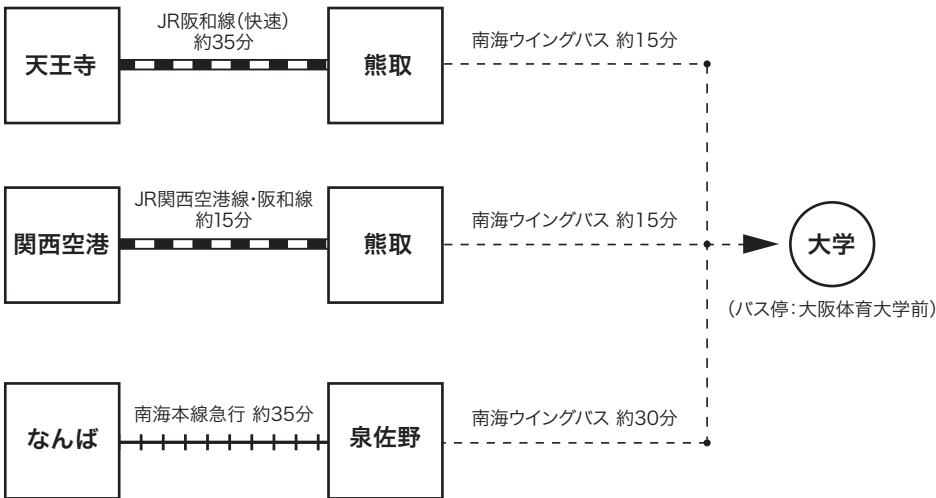 JR阪和線(快速)
約35分
南海ウイングバス 約15分
天王寺
熊取
JR関西空港線・阪和線
約15分
南海ウイングバス 約15分
関西空港
熊取
大学
(バス停:大阪体育大学前)
南海本線急行 約35分
南海ウイングバス 約30分
なんば
泉佐野